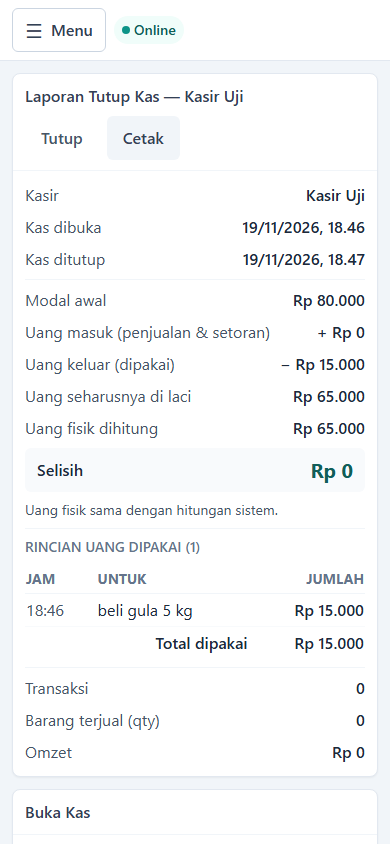 ☰ Menu
Online
Laporan Tutup Kas — Kasir Uji
Tutup
Cetak
Kasir Kasir Uji
Kas dibuka 19/11/2026, 18.46
Kas ditutup 19/11/2026, 18.47
Modal awal Rp 80.000
Uang masuk (penjualan & setoran) + Rp 0
Uang keluar (dipakai) − Rp 15.000
Uang seharusnya di laci Rp 65.000
Uang fisik dihitung Rp 65.000
Selisih Rp 0
Uang fisik sama dengan hitungan sistem.
RINCIAN UANG DIPAKAI (1)
JAM UNTUK JUMLAH
18:46 beli gula 5 kg Rp 15.000
Total dipakai Rp 15.000
Transaksi 0
Barang terjual (qty) 0
Omzet Rp 0
Buka Kas